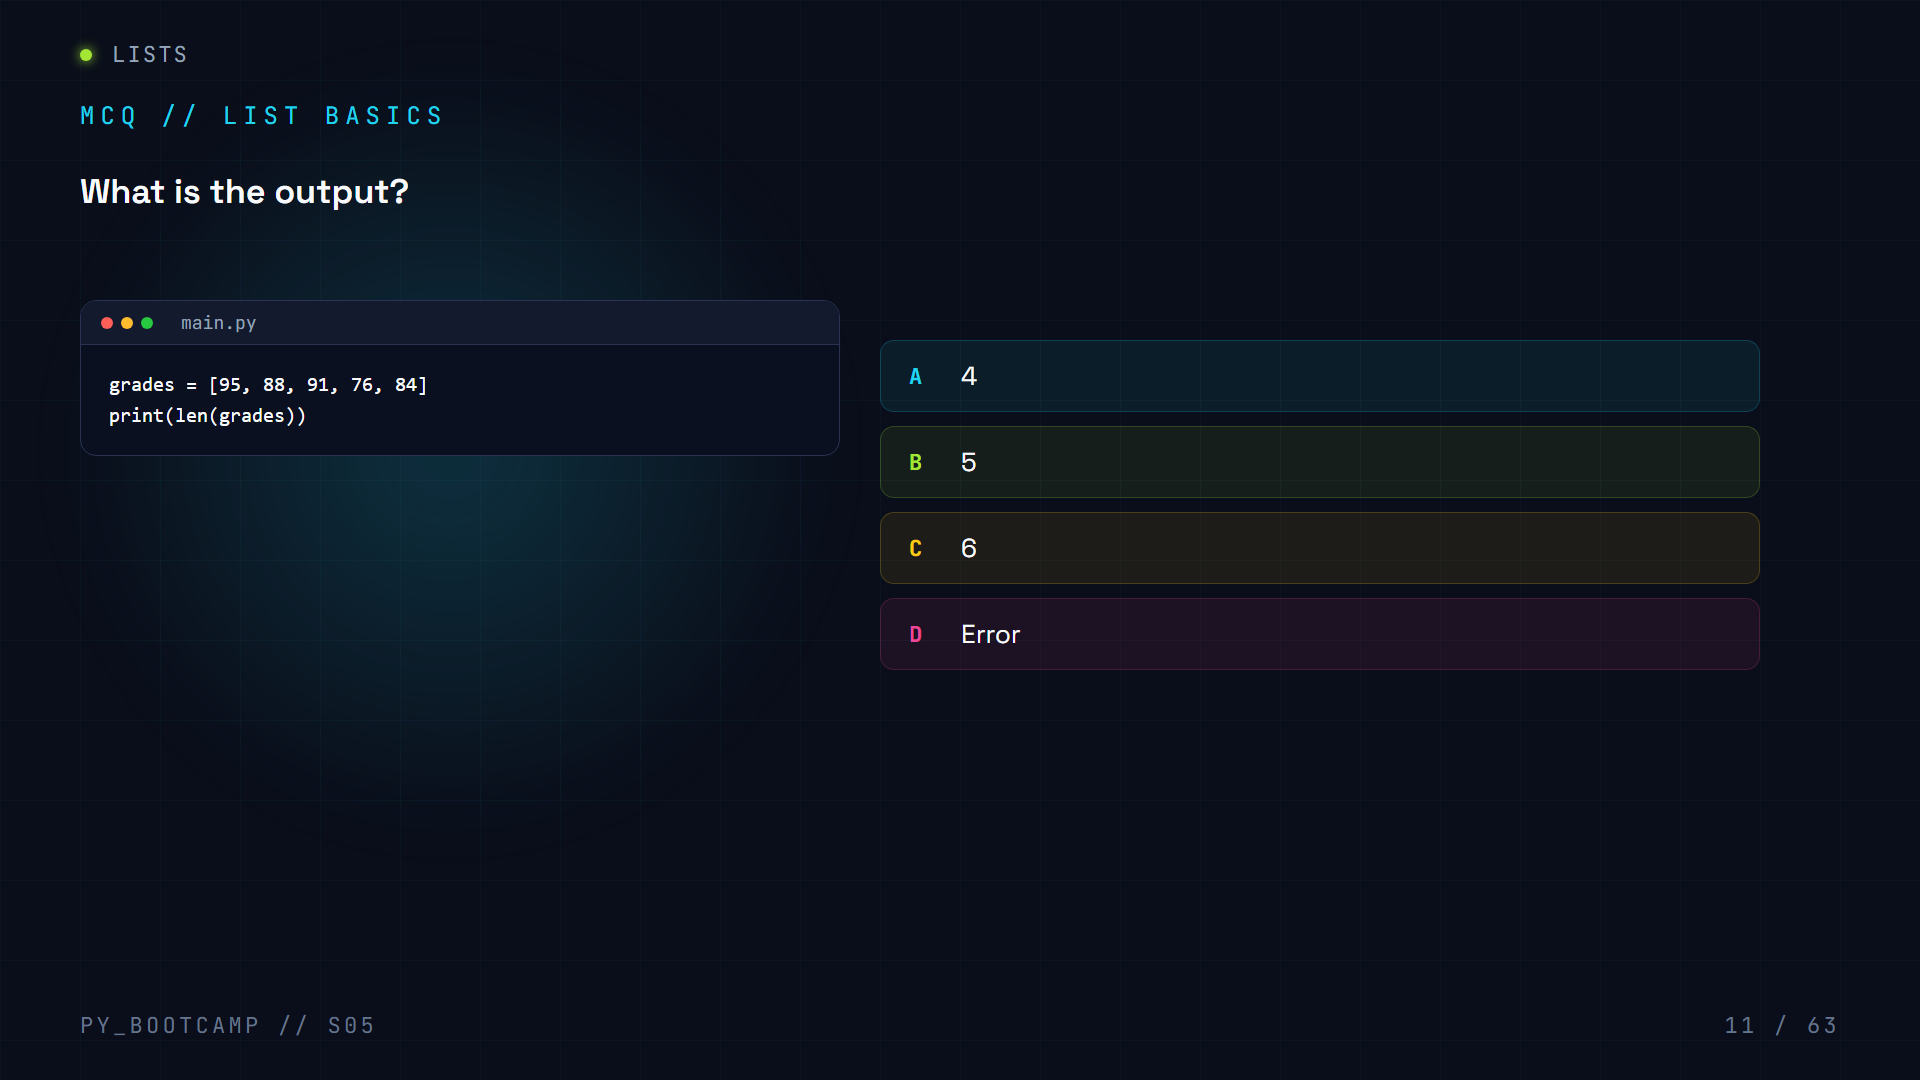 LISTS
MCQ // LIST BASICS
What is the output?
main.py
grades = [95, 88, 91, 76, 84]
print(len(grades))
A 4
B 5
C 6
D Error
PY_BOOTCAMP // S05
11 / 63